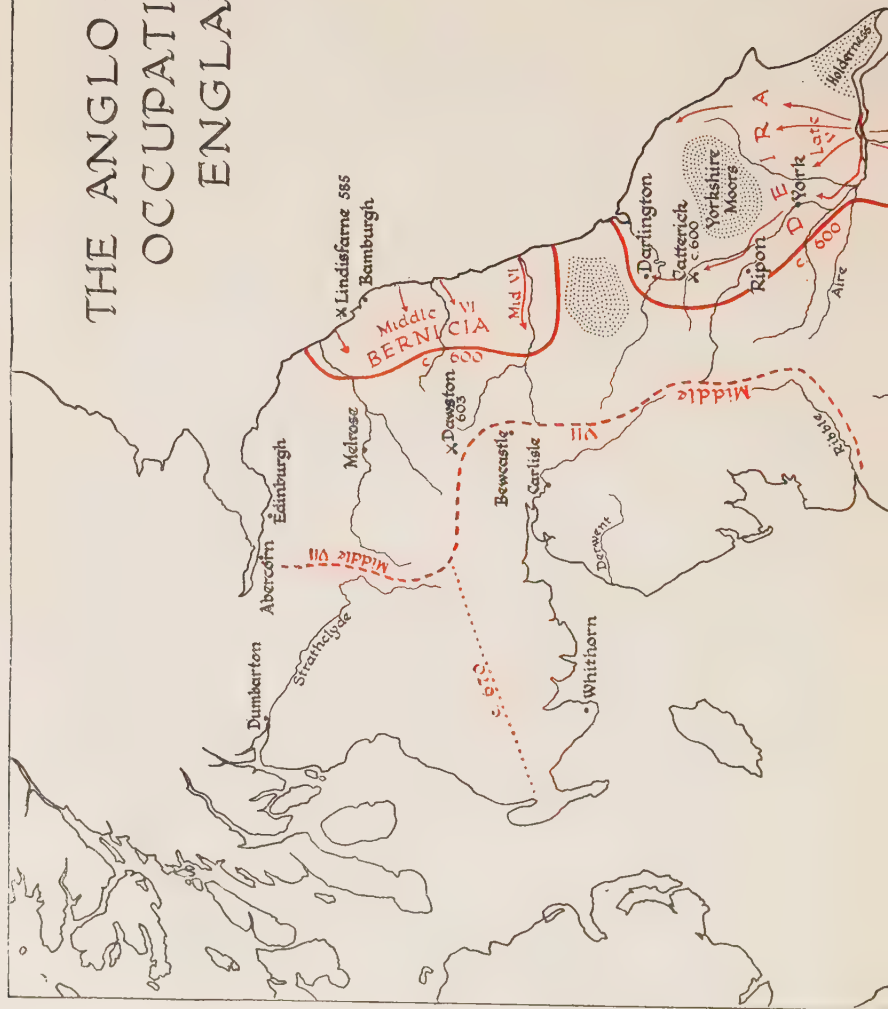 THE ANGLO
OCCUPATI
ENGLA
Dumbarton
Abercorn
Edinburgh
Strathclyde
Middle VII
Melrose
Lindisfarne 585
Bamburgh
Middle VI
BERNICIA
c 600
Mid VI
Dawston
603
c. 670
Bewcastle
Carlisle
Whithorn
Derwent
VII
Middle
Ribble
Darlington
Catterick
c. 600
Yorkshire
Moors
DEIRA
Late
York
Ripon
c 600
Aire
Holderness